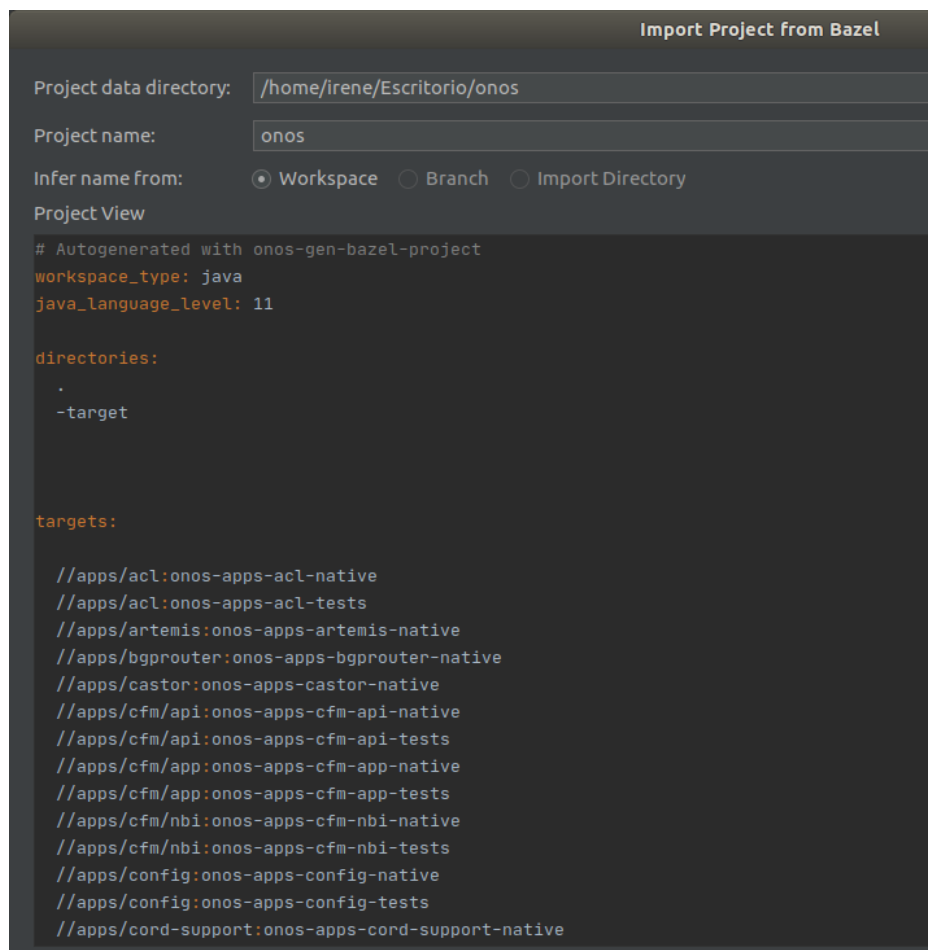 Import Project from Bazel
Project data directory: /home/irene/Escritorio/onos
Project name: onos
Infer name from: Workspace Branch Import Directory
Project View
# Autogenerated with onos-gen-bazel-project
workspace_type: java
java_language_level: 11
directories:
.
-target
targets:
//apps/acl:onos-apps-acl-native
//apps/acl:onos-apps-acl-tests
//apps/artemis:onos-apps-artemis-native
//apps/bgprouter:onos-apps-bgprouter-native
//apps/castor:onos-apps-castor-native
//apps/cfm/api:onos-apps-cfm-api-native
//apps/cfm/api:onos-apps-cfm-api-tests
//apps/cfm/app:onos-apps-cfm-app-native
//apps/cfm/app:onos-apps-cfm-app-tests
//apps/cfm/nbi:onos-apps-cfm-nbi-native
//apps/cfm/nbi:onos-apps-cfm-nbi-tests
//apps/config:onos-apps-config-native
//apps/config:onos-apps-config-tests
//apps/cord-support:onos-apps-cord-support-native